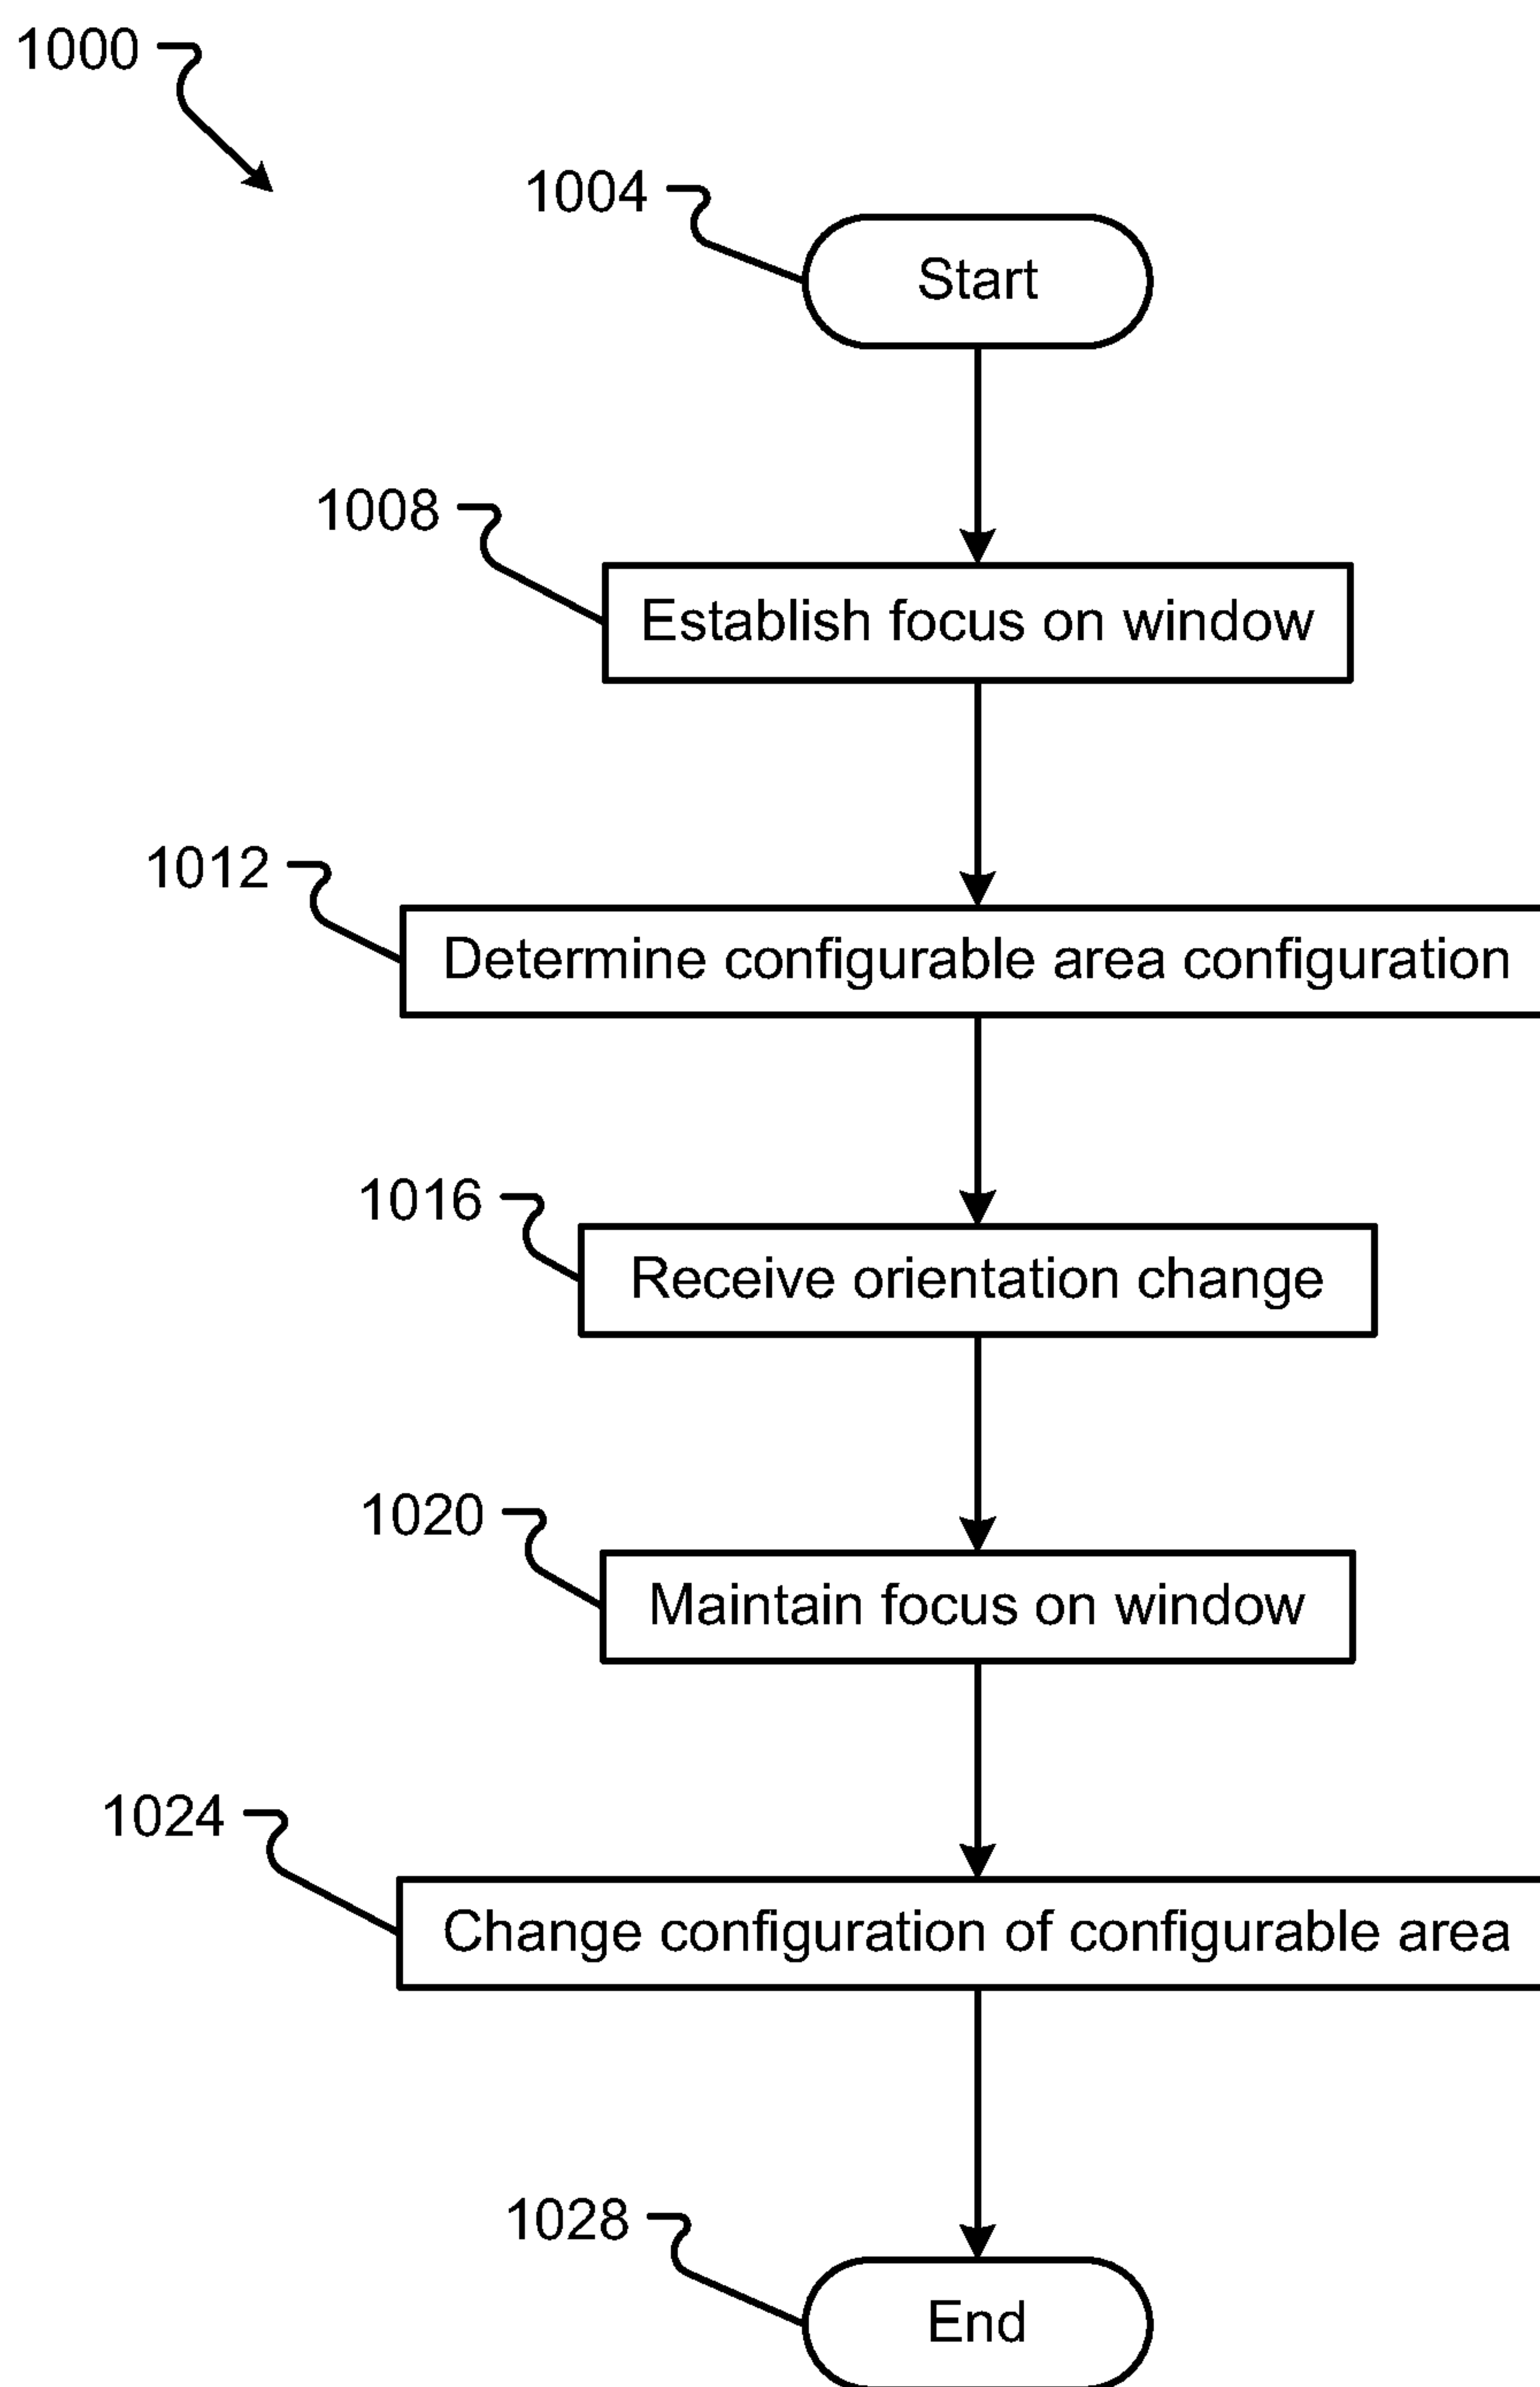 1000
1004
Start
1008
Establish focus on window
1012
Determine configurable area configuration
1016
Receive orientation change
1020
Maintain focus on window
1024
Change configuration of configurable area
1028
End